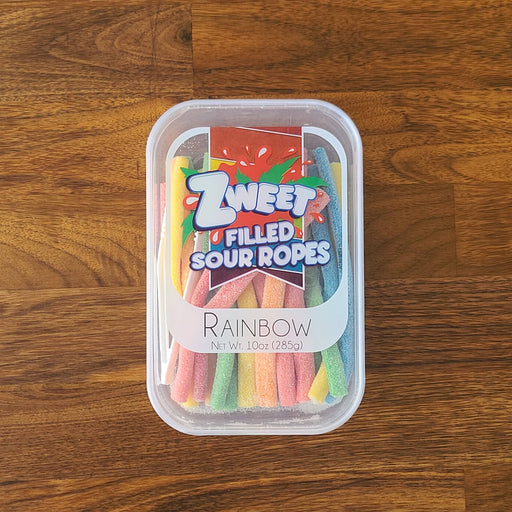 ZWEET
FILLED
SOUR ROPES
RAINBOW
NET WT. 10oz (285g)